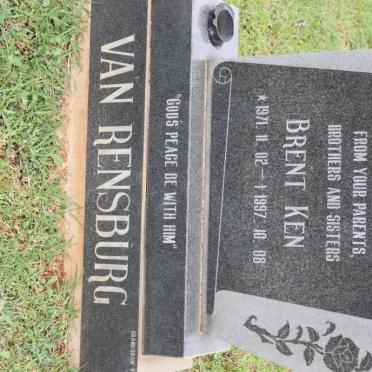 FROM YOUR PARENTS,
BROTHERS AND SISTERS
BRENT KEN
★ 1971. 11. 02 – † 1997. 10. 08
"GOD'S PEACE BE WITH HIM"
VAN RENSBURG